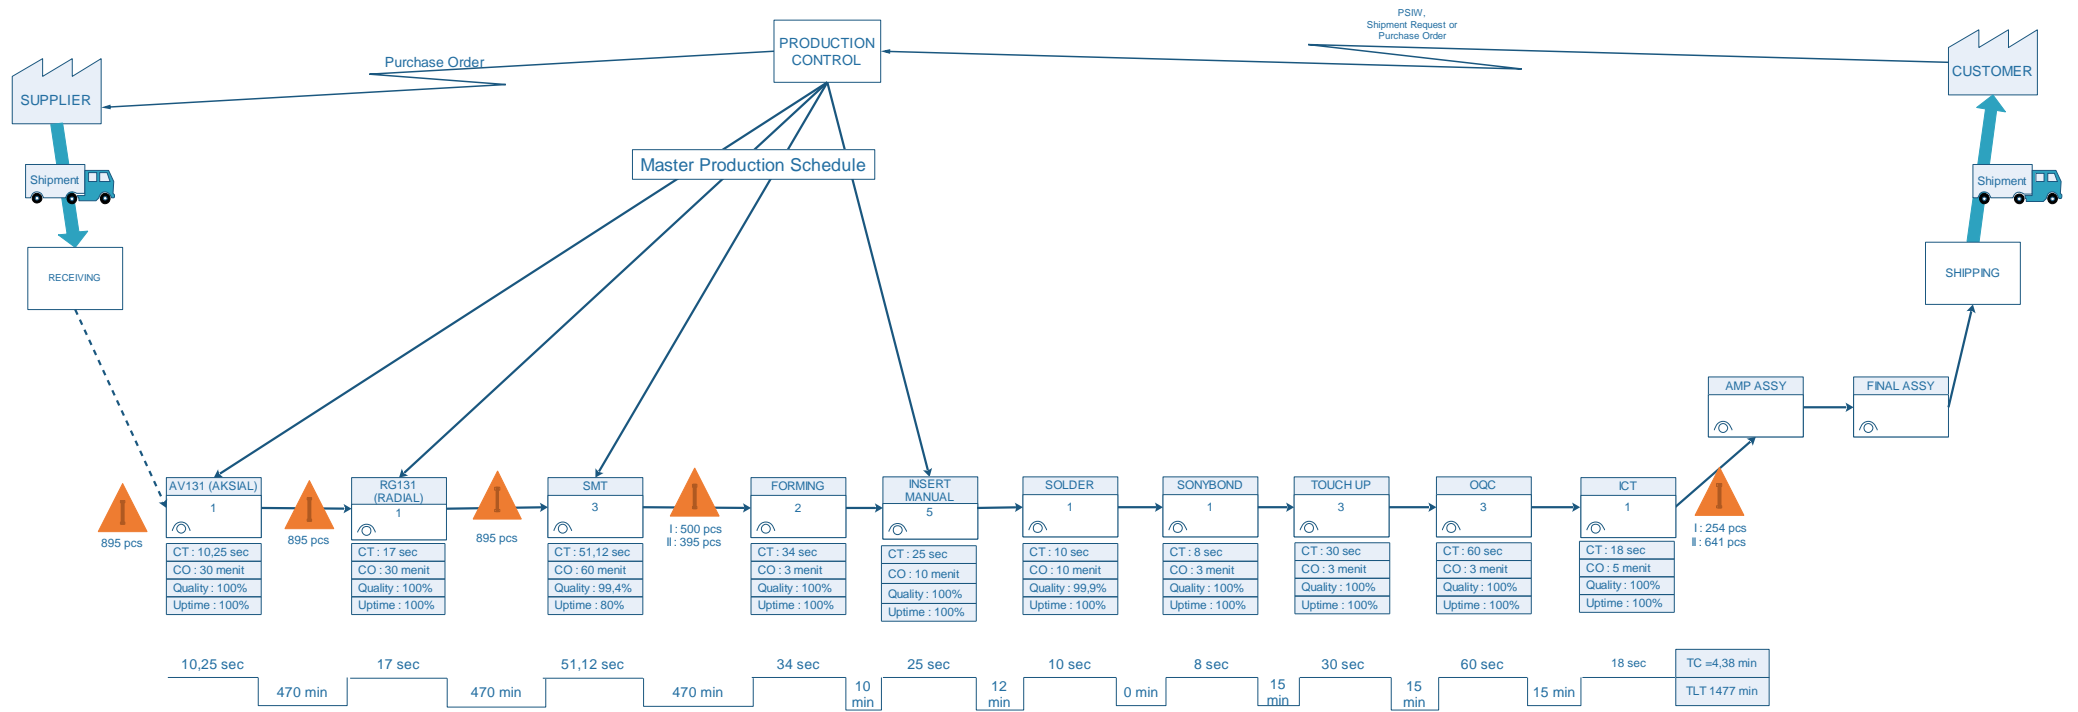 PSIW,
Shipment Request or
Purchase Order
PRODUCTION
CONTROL
Purchase Order
SUPPLIER
CUSTOMER
Master Production Schedule
Shipment
Shipment
RECEIVING
SHIPPING
AMP ASSY
FINAL ASSY
895 pcs
AV131 (AKSIAL)
1
CT : 10,25 sec
CO : 30 menit
Quality : 100%
Uptime : 100%
895 pcs
RG131
(RADIAL)
1
CT : 17 sec
CO : 30 menit
Quality : 100%
Uptime : 100%
895 pcs
SMT
3
CT : 51,12 sec
CO : 60 menit
Quality : 99,4%
Uptime : 80%
I : 500 pcs
II : 395 pcs
FORMING
2
CT : 34 sec
CO : 3 menit
Quality : 100%
Uptime : 100%
INSERT
MANUAL
5
CT : 25 sec
CO : 10 menit
Quality : 100%
Uptime : 100%
SOLDER
1
CT : 10 sec
CO : 10 menit
Quality : 99,9%
Uptime : 100%
SONYBOND
1
CT : 8 sec
CO : 3 menit
Quality : 100%
Uptime : 100%
TOUCH UP
3
CT : 30 sec
CO : 3 menit
Quality : 100%
Uptime : 100%
OQC
3
CT : 60 sec
CO : 3 menit
Quality : 100%
Uptime : 100%
ICT
1
CT : 18 sec
CO : 5 menit
Quality : 100%
Uptime : 100%
I : 254 pcs
II : 641 pcs
10,25 sec
470 min
17 sec
470 min
51,12 sec
470 min
34 sec
10
min
25 sec
12
min
10 sec
0 min
8 sec
15
min
30 sec
15
min
60 sec
15 min
18 sec
TC =4,38 min
TLT 1477 min